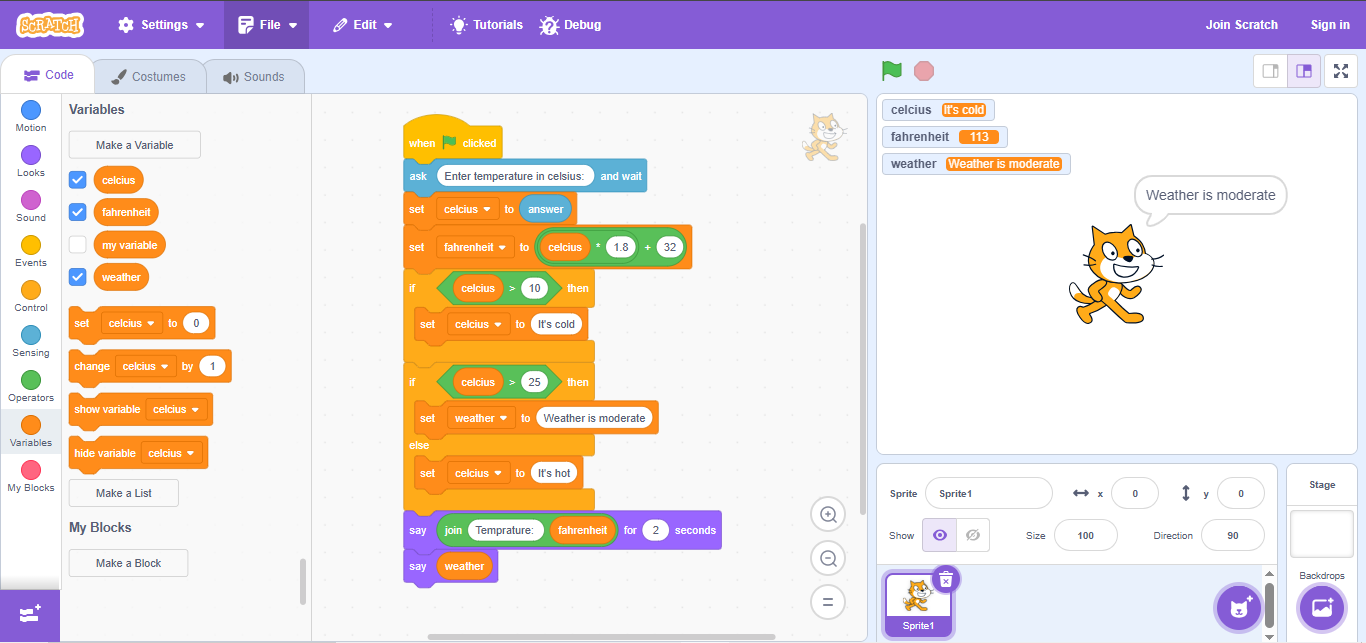 SCRATCH Settings File Edit Tutorials Debug Join Scratch Sign in
Code Costumes Sounds
Motion
Looks
Sound
Events
Control
Sensing
Operators
Variables
My Blocks
Variables
Make a Variable
celcius
fahrenheit
my variable
weather
set celcius to 0
change celcius by 1
show variable celcius
hide variable celcius
Make a List
My Blocks
Make a Block
when clicked
ask Enter temperature in celsius: and wait
set celcius to answer
set fahrenheit to celcius * 1.8 + 32
if celcius > 10 then
set celcius to It's cold
if celcius > 25 then
set weather to Weather is moderate
else
set celcius to It's hot
say join Temprature: fahrenheit for 2 seconds
say weather
celcius It's cold
fahrenheit 113
weather Weather is moderate
Weather is moderate
Sprite Sprite1 x 0 y 0
Show Size 100 Direction 90
Sprite1
Stage
Backdrops